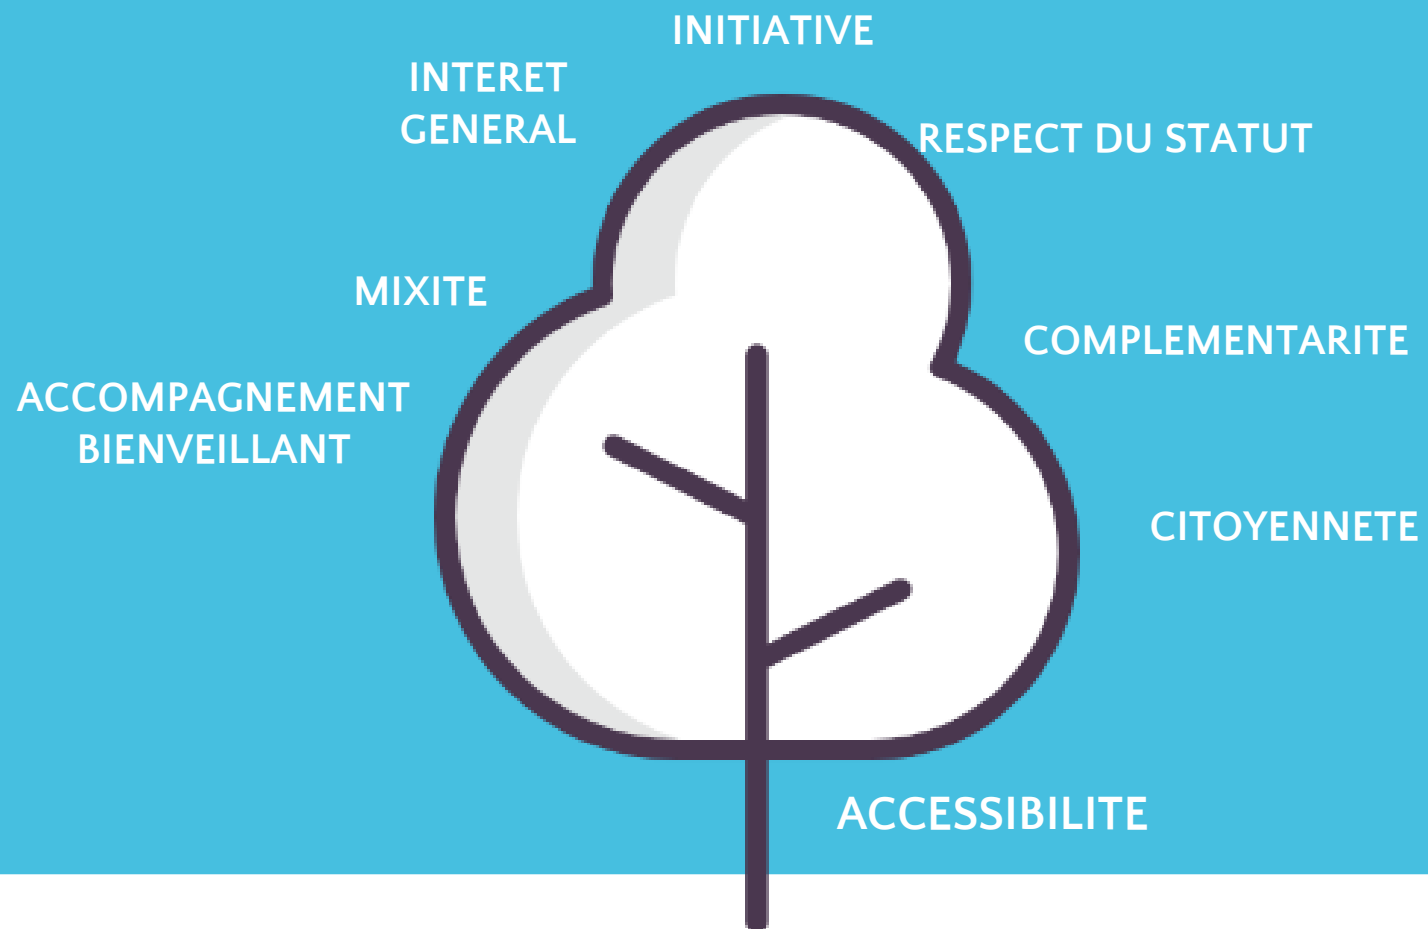 INITIATIVE
INTERET
GENERAL
RESPECT DU STATUT
MIXITE
COMPLEMENTARITE
ACCOMPAGNEMENT
BIENVEILLANT
CITOYENNETE
ACCESSIBILITE